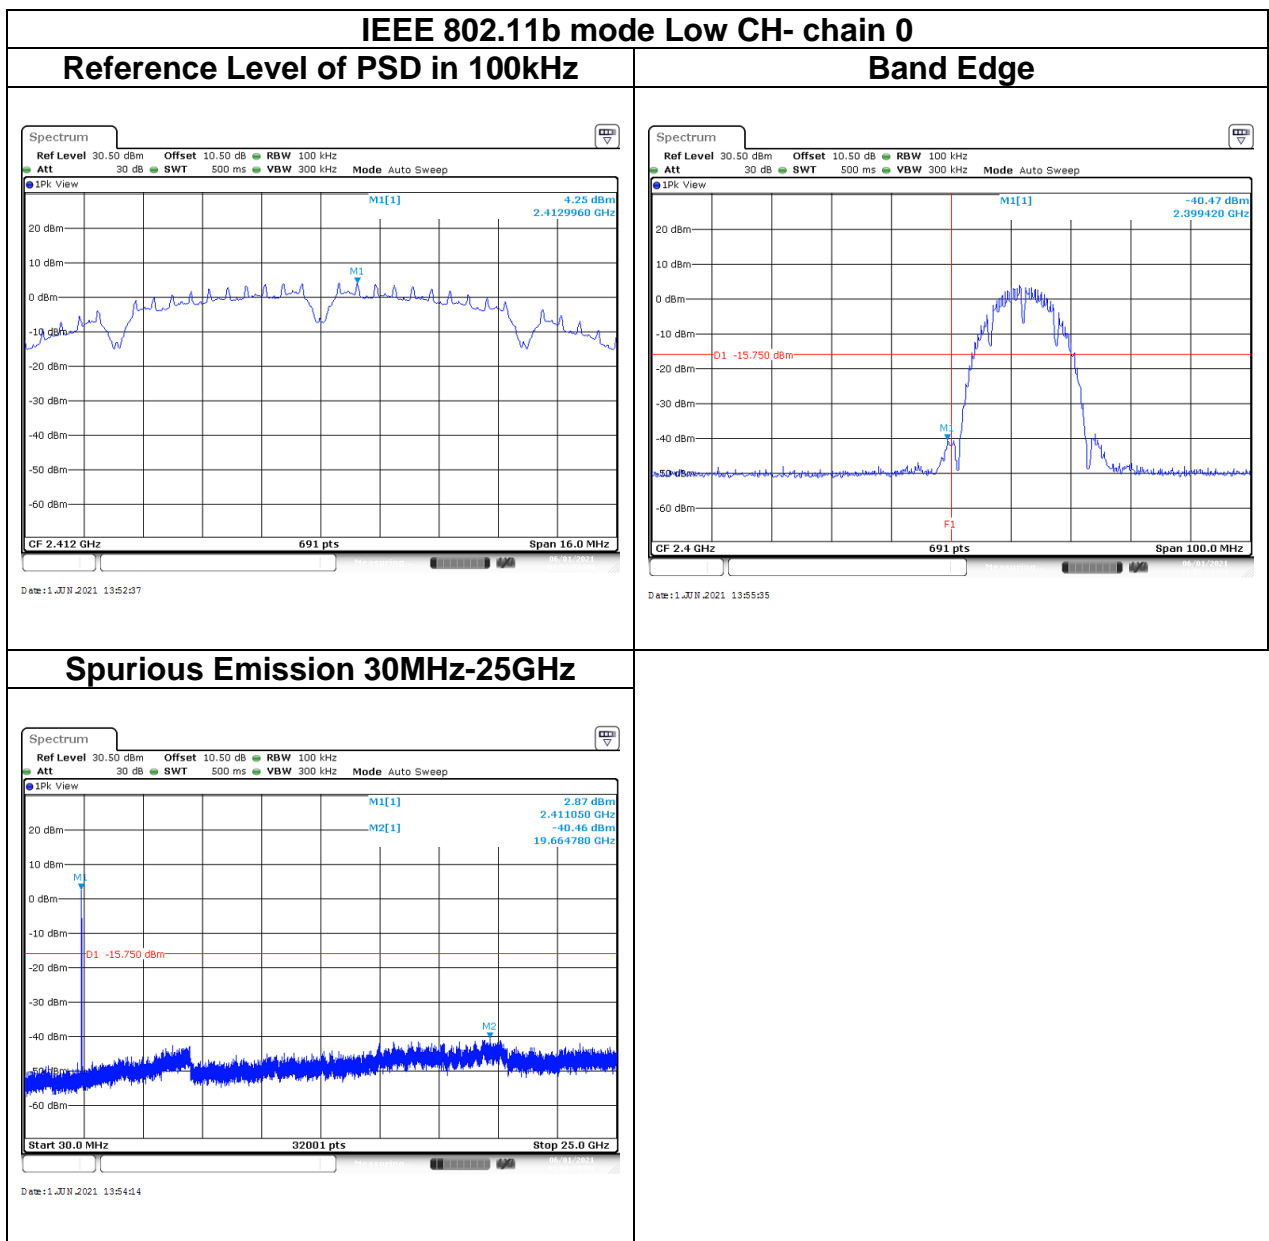 IEEE 802.11b mode Low CH- chain 0
Reference Level of PSD in 100kHz
Spectrum
Ref Level 30.50 dBm Offset 10.50 dB RBW 100 kHz
Att 30 dB SWT 500 ms VBW 300 kHz Mode Auto Sweep
1Pk View
M1[1] 4.25 dBm
2.4129960 GHz
20 dBm
10 dBm
M1
0 dBm
-10 dBm
-20 dBm
-30 dBm
-40 dBm
-50 dBm
-60 dBm
CF 2.412 GHz 691 pts Span 16.0 MHz
Measuring 06/01/2021
Date:1.JUN.2021 13:52:37
Band Edge
Spectrum
Ref Level 30.50 dBm Offset 10.50 dB RBW 100 kHz
Att 30 dB SWT 500 ms VBW 300 kHz Mode Auto Sweep
1Pk View
M1[1] -40.47 dBm
2.399420 GHz
20 dBm
10 dBm
0 dBm
-10 dBm
D1 -15.750 dBm
-20 dBm
-30 dBm
M1
-40 dBm
-50 dBm
-60 dBm
F1
CF 2.4 GHz 691 pts Span 100.0 MHz
Measuring 06/01/2021
Date:1.JUN.2021 13:55:35
Spurious Emission 30MHz-25GHz
Spectrum
Ref Level 30.50 dBm Offset 10.50 dB RBW 100 kHz
Att 30 dB SWT 500 ms VBW 300 kHz Mode Auto Sweep
1Pk View
M1[1] 2.87 dBm
2.411050 GHz
M2[1] -40.46 dBm
19.664780 GHz
20 dBm
10 dBm
M1
0 dBm
-10 dBm
D1 -15.750 dBm
-20 dBm
-30 dBm
M2
-40 dBm
-50 dBm
-60 dBm
Start 30.0 MHz 32001 pts Stop 25.0 GHz
Measuring 06/01/2021
Date:1.JUN.2021 13:54:14